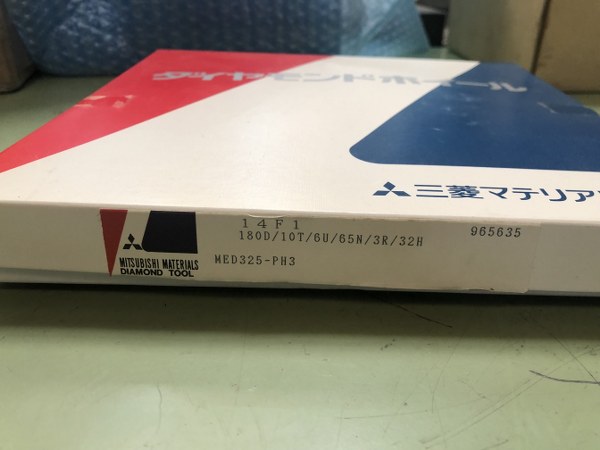 ダイヤモンドホイール
三菱マテリア
MITSUBISHI MATERIALS
DIAMOND TOOL
14F1
180D/10T/6U/65N/3R/32H
965635
MED325-PH3